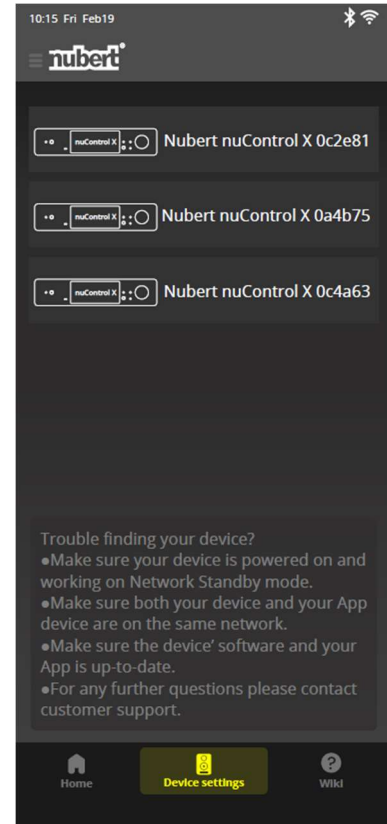 10:15 Fri Feb19
nubert®
nuControl X
Nubert nuControl X 0c2e81
nuControl X
Nubert nuControl X 0a4b75
nuControl X
Nubert nuControl X 0c4a63
Trouble finding your device?
●Make sure your device is powered on and
working on Network Standby mode.
●Make sure both your device and your App
device are on the same network.
●Make sure the device’ software and your
App is up-to-date.
●For any further questions please contact
customer support.
Home
Device settings
Wiki